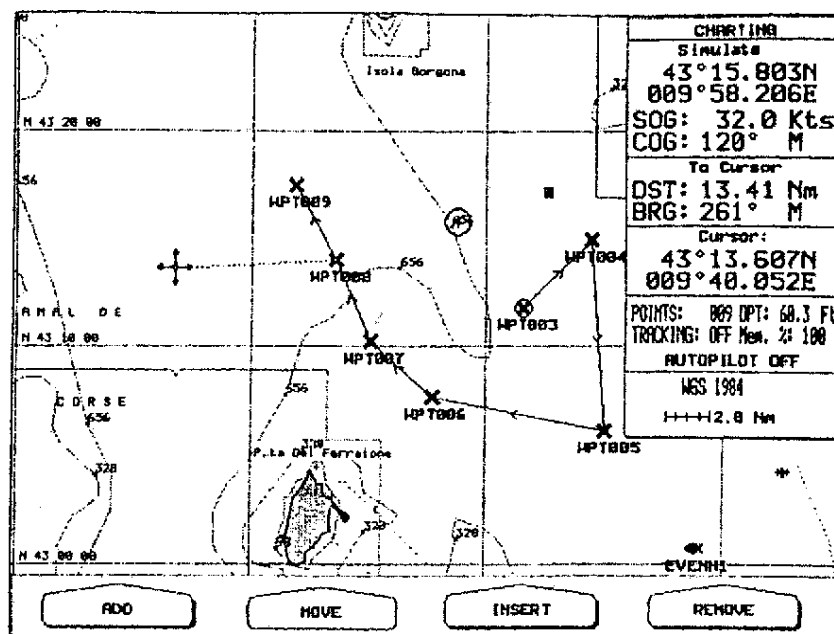 CHARTING
Simulate
43°15.803N
009°58.206E
SOG: 32.0 Kts
COG: 120° M
To Cursor
DST: 13.41 Nm
BRG: 261° M
Cursor:
43°13.607N
009°40.052E
POINTS: 009 DPT: 60.3 Ft
TRACKING: OFF Mem. %: 100
AUTOPILOT OFF
WGS 1984
2.0 Nm
Isola Gorgona
N 43 20 00
656
WPT009
WPT004
WPT008
656
WPT003
N 43 10 00
WPT007
CORSE
656
656
WPT006
WPT005
328
328
328
EVENN1
N 43 00 00
ADD
MOVE
INSERT
REMOVE